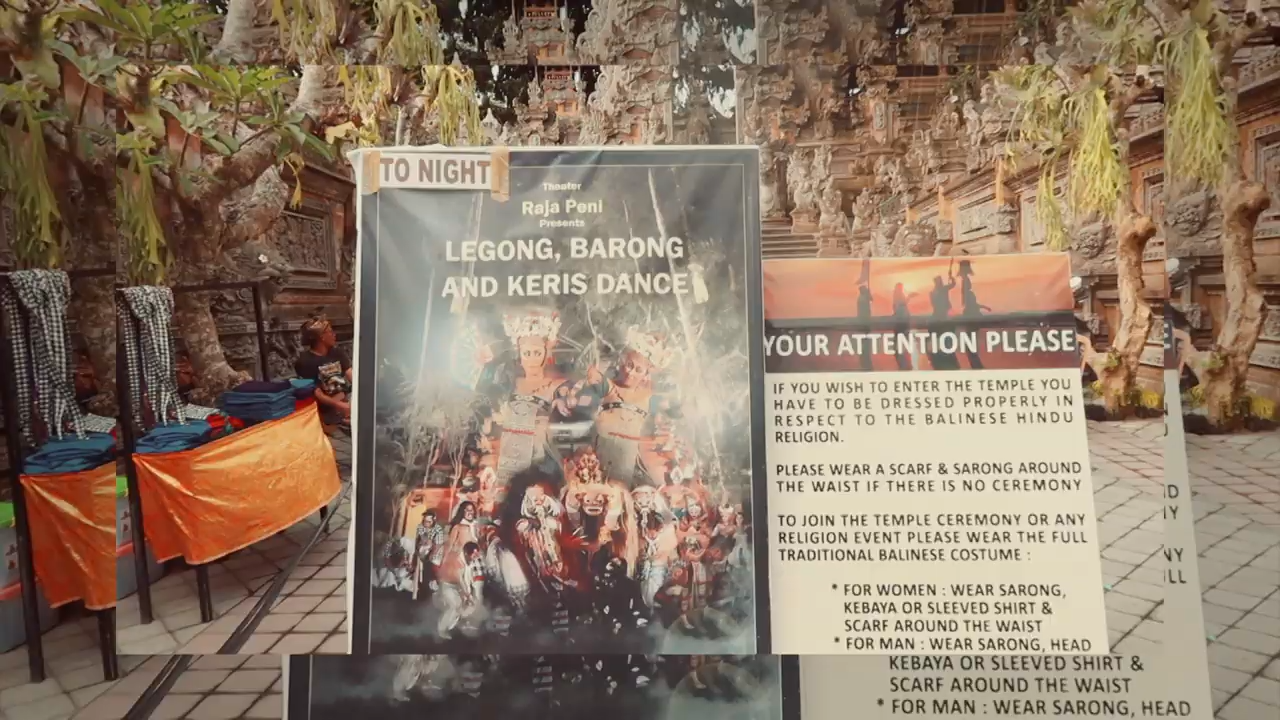 TO NIGHT
Theater
Raja Peni
Presents
LEGONG, BARONG
AND KERIS DANCE
YOUR ATTENTION PLEASE
IF YOU WISH TO ENTER THE TEMPLE YOU
HAVE TO BE DRESSED PROPERLY IN
RESPECT TO THE BALINESE HINDU
RELIGION.
PLEASE WEAR A SCARF & SARONG AROUND
THE WAIST IF THERE IS NO CEREMONY
TO JOIN THE TEMPLE CEREMONY OR ANY
RELIGION EVENT PLEASE WEAR THE FULL
TRADITIONAL BALINESE COSTUME :
* FOR WOMEN : WEAR SARONG,
KEBAYA OR SLEEVED SHIRT &
SCARF AROUND THE WAIST
* FOR MAN : WEAR SARONG, HEAD
KEBAYA OR SLEEVED SHIRT &
SCARF AROUND THE WAIST
* FOR MAN : WEAR SARONG, HEAD